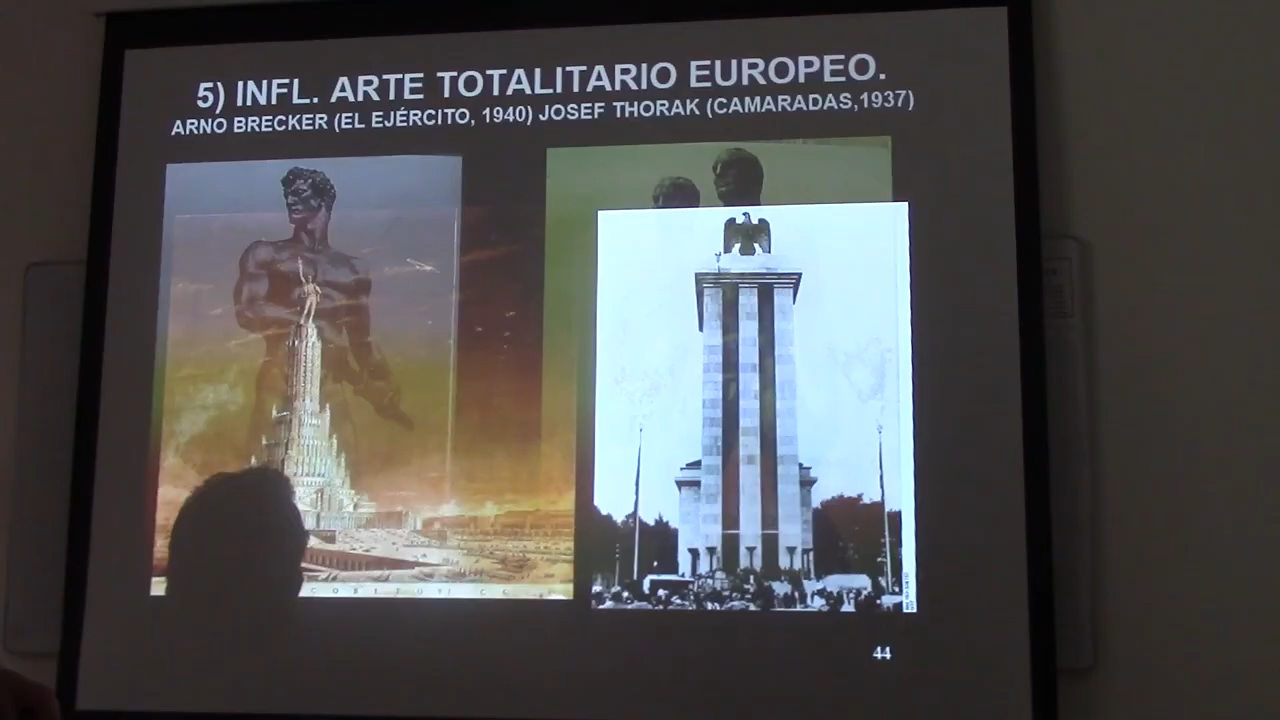 5) INFL. ARTE TOTALITARIO EUROPEO.
ARNO BRECKER (EL EJÉRCITO, 1940) JOSEF THORAK (CAMARADAS,1937)
44